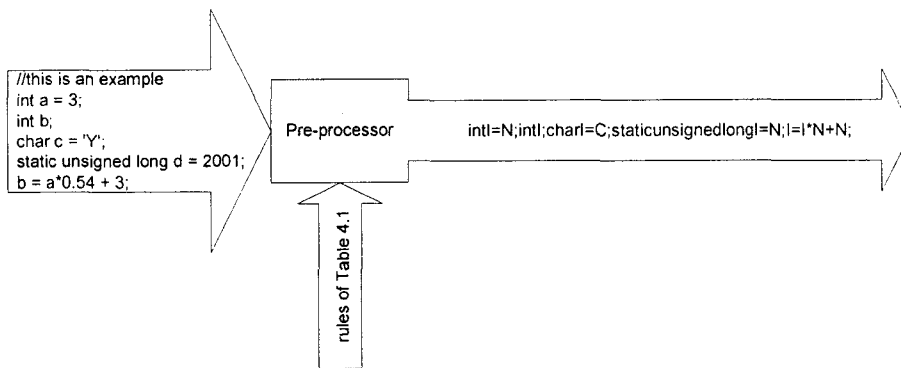 //this is an example
int a = 3;
int b;
char c = 'Y';
static unsigned long d = 2001;
b = a*0.54 + 3;
Pre-processor
intI=N;intI;charI=C;staticunsignedlongI=N;I=I*N+N;
rules of Table 4.1